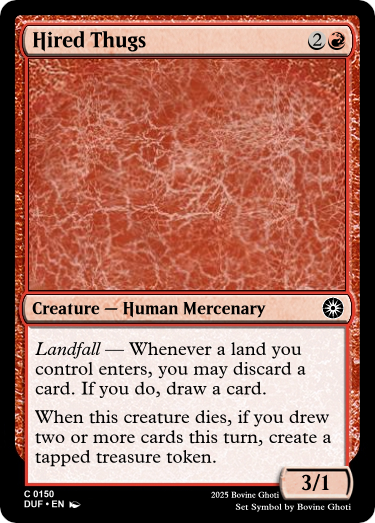 Hired Thugs 2
Creature — Human Mercenary
Landfall — Whenever a land you
control enters, you may discard a
card. If you do, draw a card.
When this creature dies, if you drew
two or more cards this turn, create a
tapped treasure token.
3/1
C 0150
DUF • EN
2025 Bovine Ghoti
Set Symbol by Bovine Ghoti